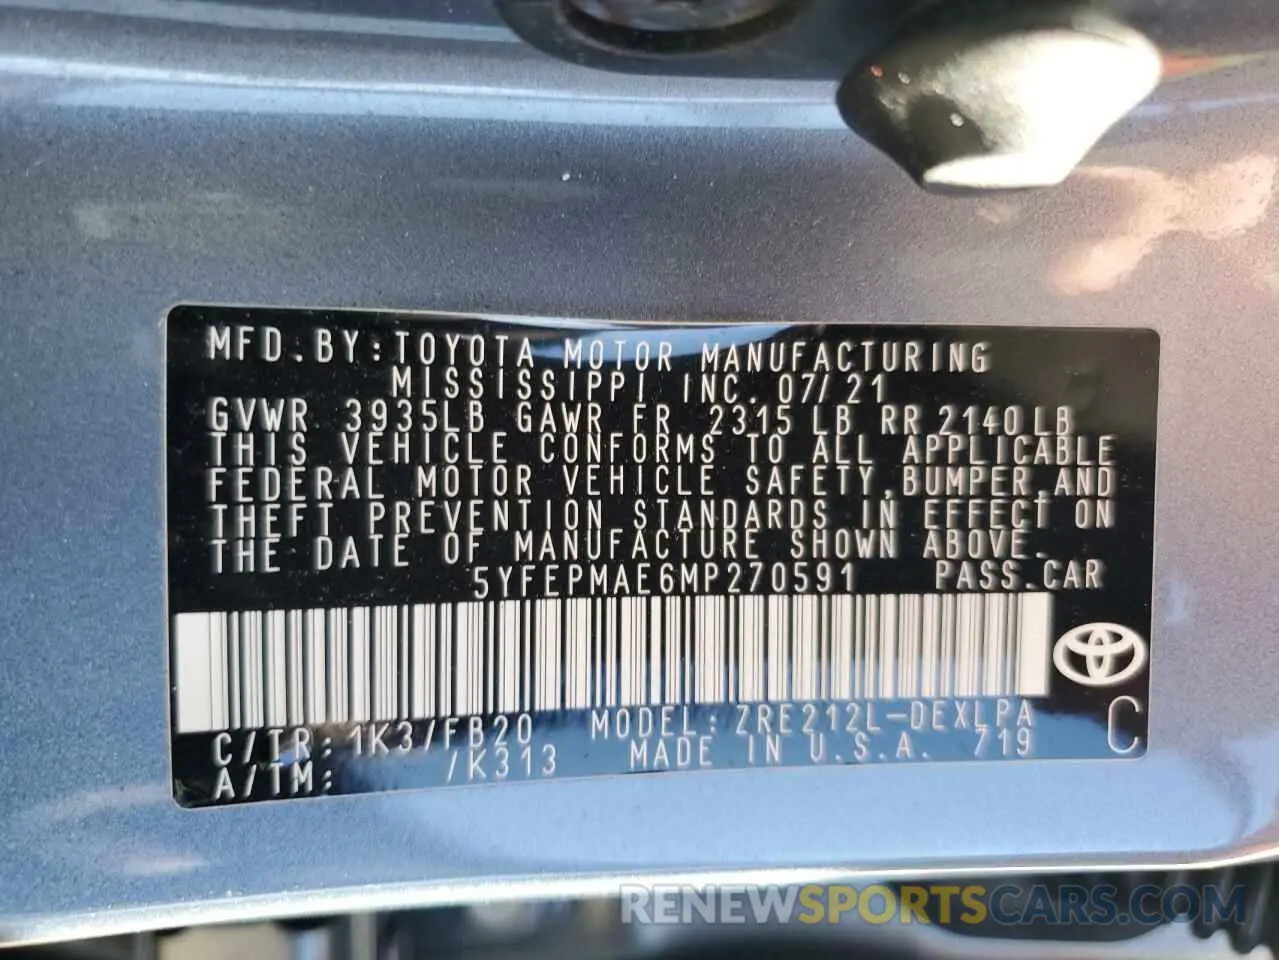 MFD.BY:TOYOTA MOTOR MANUFACTURING
MISSISSIPPI INC. 07/21
GVWR 3935LB GAWR FR 2315LB RR 2140LB
THIS VEHICLE CONFORMS TO ALL APPLICABLE
FEDERAL MOTOR VEHICLE SAFETY,BUMPER,AND
THEFT PREVENTION STANDARDS IN EFFECT ON
THE DATE OF MANUFACTURE SHOWN ABOVE.
5YFEPMAE6MP270591 PASS.CAR
C/TR:1K3/FB20 MODEL:ZRE212L-DEXLPA
A/TM: /K313 MADE IN U.S.A. 719 C
RENEWSPORTSCARS.COM